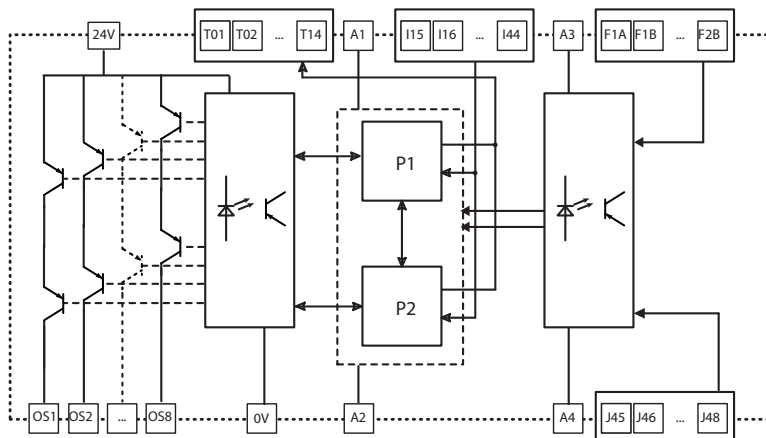 24V T01 T02 ... T14 A1 I15 I16 ... I44 A3 F1A F1B ... F2B
P1
P2
OS1 OS2 ... OS8 0V A2 A4 J45 J46 ... J48